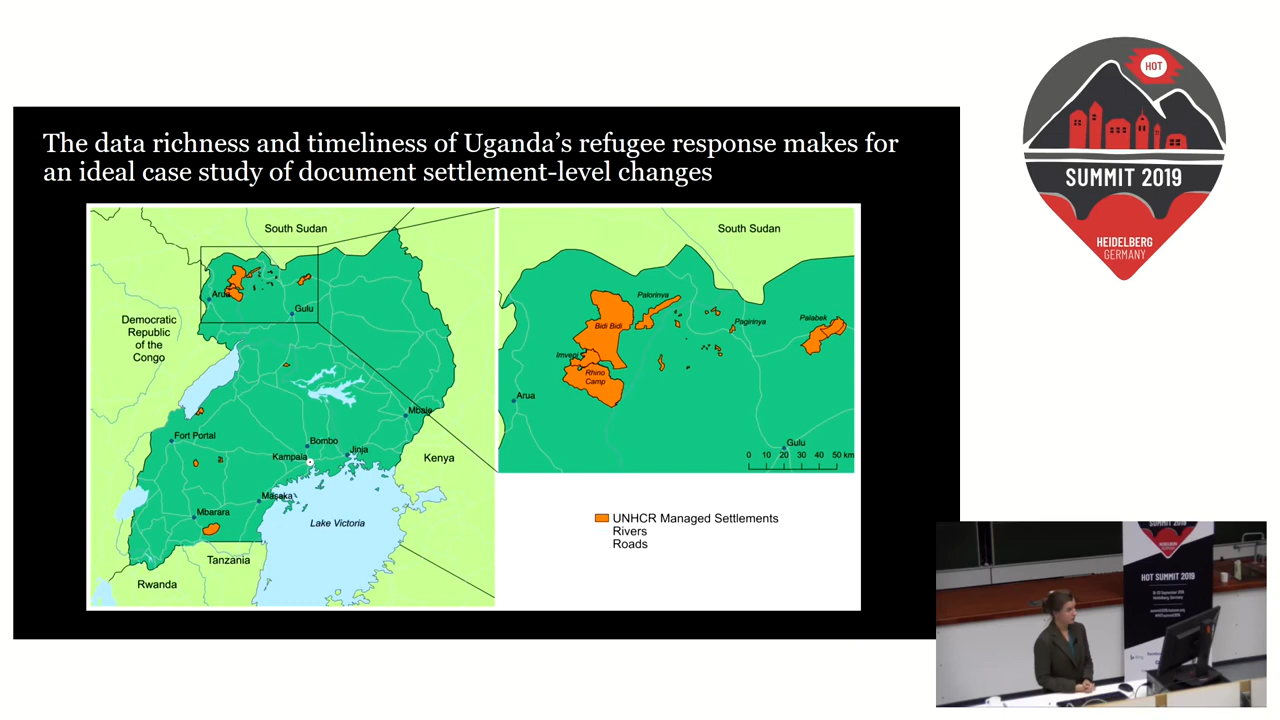 The data richness and timeliness of Uganda's refugee response makes for
an ideal case study of document settlement-level changes
South Sudan
Arua
Gulu
Democratic
Republic
of the
Congo
Mbale
Fort Portal
Bombo
Jinja
Kampala
Kenya
Masaka
Mbarara
Lake Victoria
Tanzania
Rwanda
South Sudan
Palorinya
Bidi Bidi
Pagirinya
Palabek
Imvepi
Rhino
Camp
Arua
Gulu
0 10 20 30 40 50 km
UNHCR Managed Settlements
Rivers
Roads
HOT
SUMMIT 2019
HEIDELBERG
GERMANY
SUMMIT 2019
HOT SUMMIT 2019